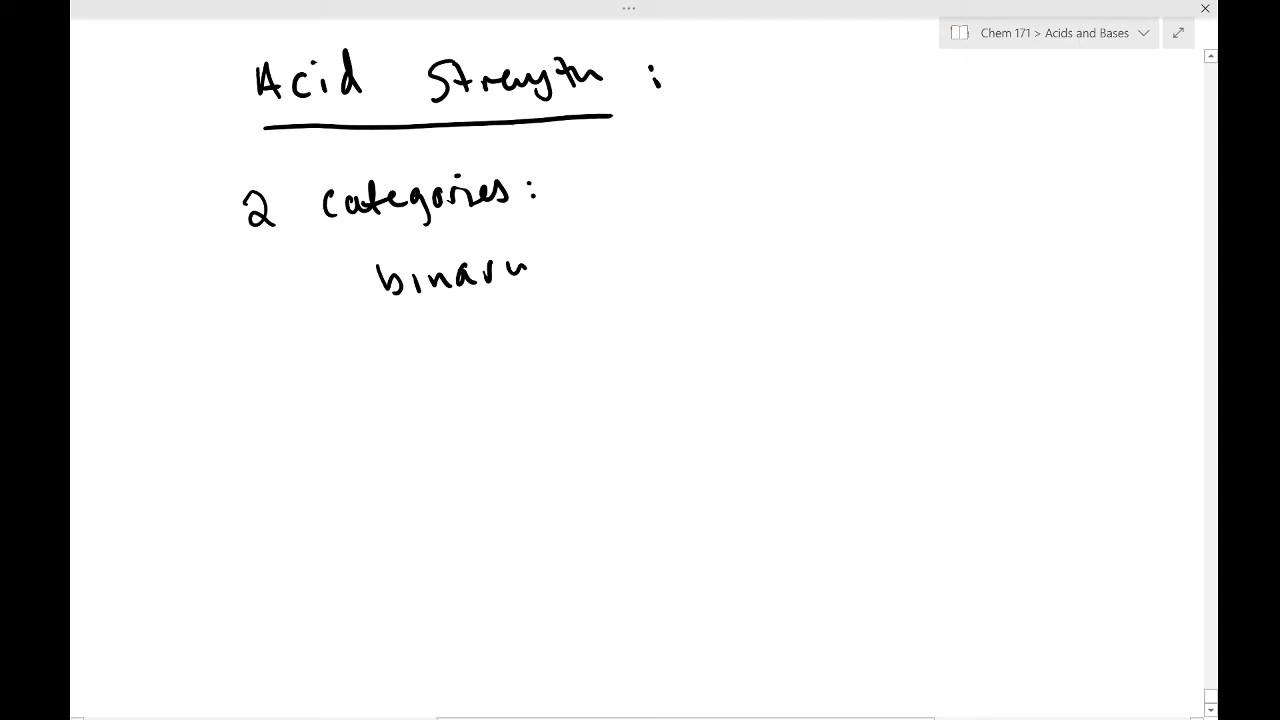 Chem 171 > Acids and Bases
Acid Strength :
2 categories:
binary